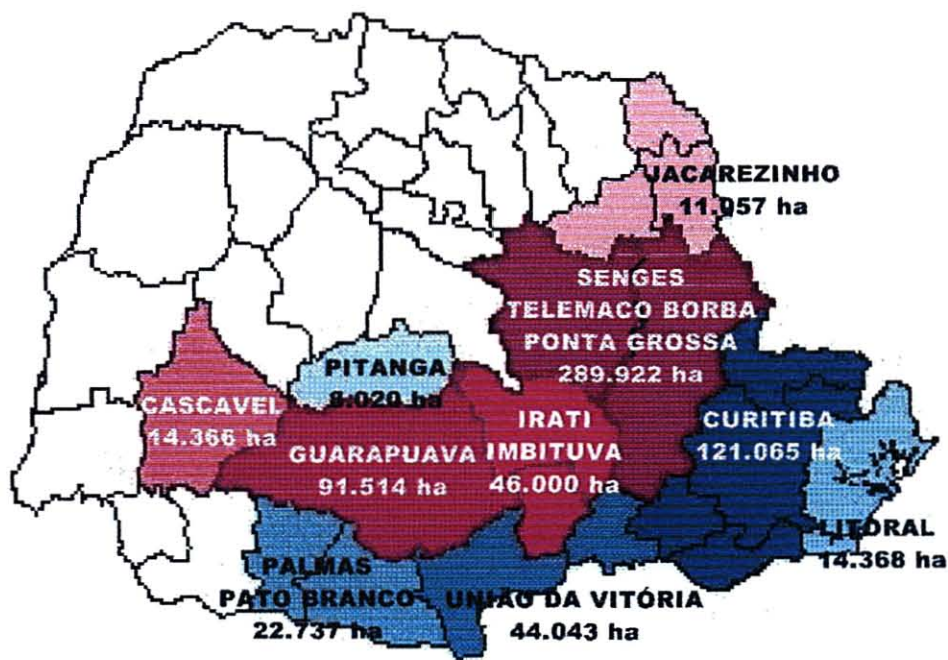 JACAREZINHO
11.957 ha
SENGES
TELEMACO BORBA
PONTA GROSSA
289.922 ha
PITANGA
8.020 ha
CASCAVEL
14.366 ha
GUARAPUAVA
91.514 ha
IRATI
IMBITUVA
46.000 ha
CURITIBA
121.065 ha
LITORAL
14.368 ha
PALMAS
PATO BRANCO
22.737 ha
UNIÃO DA VITÓRIA
44.043 ha